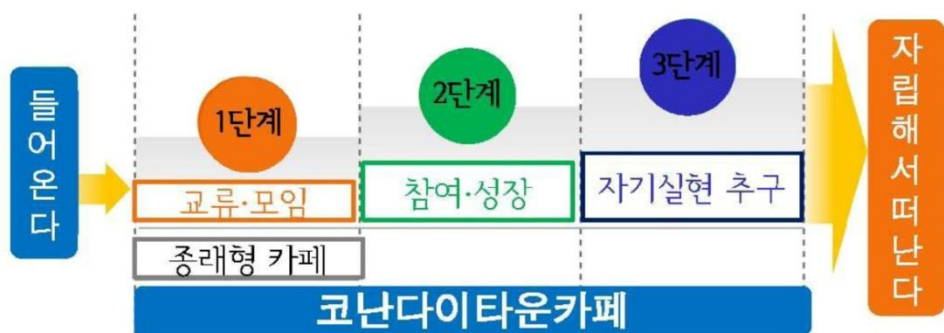 들어온다
1단계
교류·모임
2단계
참여·성장
3단계
자기실현 추구
종래형 카페
코난다이타운카페
자립해서떠난다